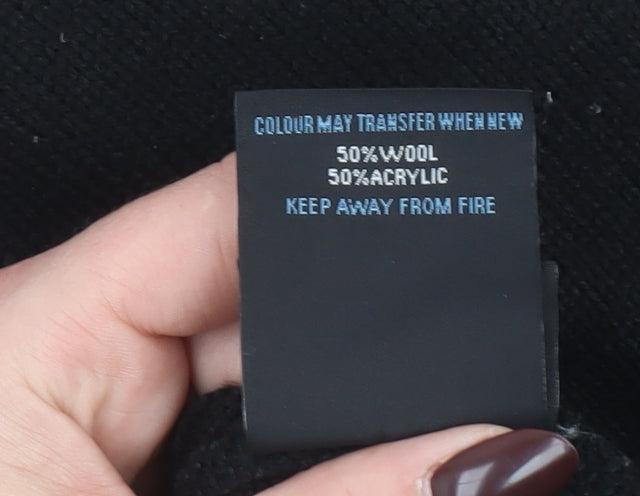 COLOUR MAY TRANSFER WHEN NEW
50%WOOL
50%ACRYLIC
KEEP AWAY FROM FIRE